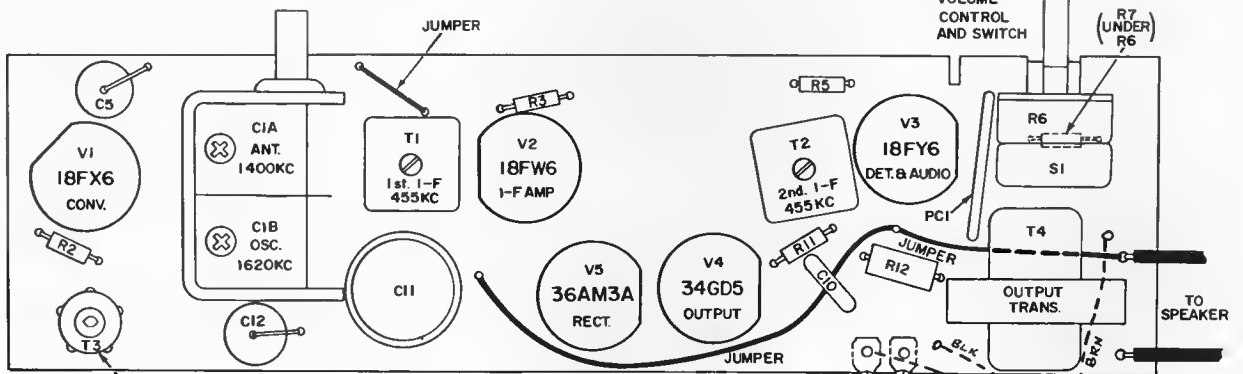 VOLUME
CONTROL
AND SWITCH
R7
(UNDER
R6)
JUMPER
C5
R3
R5
V1
18FX6
CONV.
C1A
ANT.
1400KC
T1
1st. I-F
455KC
V2
18FW6
I-F AMP
T2
2nd. I-F
455KC
V3
18FY6
DET.& AUDIO
R6
S1
PC1
R2
C1B
OSC.
1620KC
C11
V5
36AM3A
RECT.
V4
34GD5
OUTPUT
R11
C10
JUMPER
R12
T4
OUTPUT
TRANS.
TO
SPEAKER
T3
C12
JUMPER
BLK
BRN